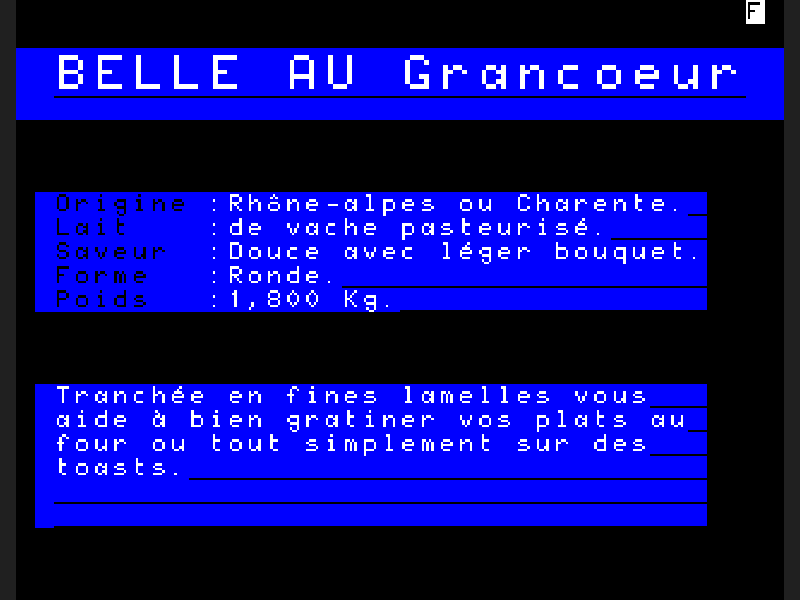 F
BELLE AU Grancoeur
Origine :Rhône-alpes ou Charente.
Lait :de vache pasteurisé.
Saveur :Douce avec léger bouquet.
Forme :Ronde.
Poids :1,800 Kg.
Tranchée en fines lamelles vous
aide à bien gratiner vos plats au
four ou tout simplement sur des
toasts.